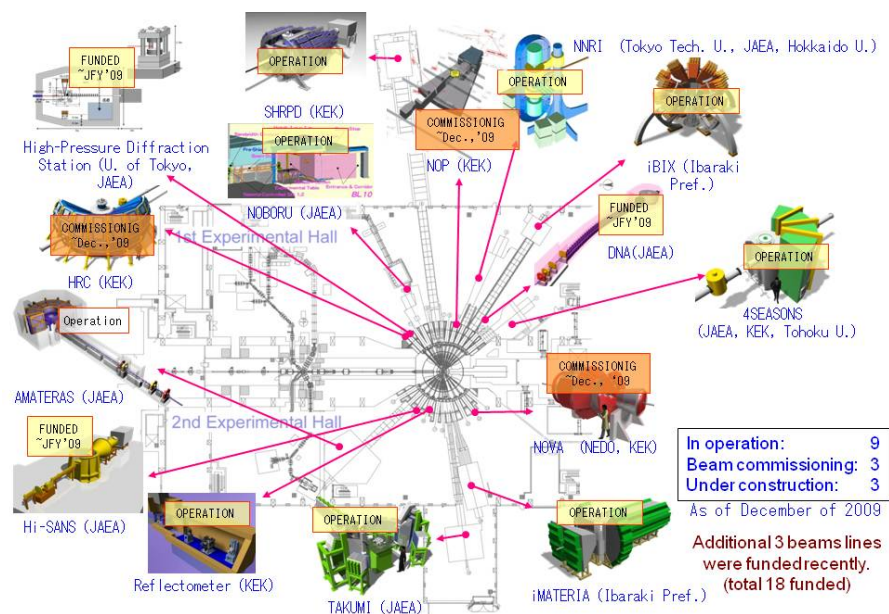 FUNDED
~JFY'09
High-Pressure Diffraction
Station (U. of Tokyo,
JAEA)
OPERATION
SHRPD (KEK)
OPERATION
Entrance & Corridor
BL10
NOBORU (JAEA)
COMMISSIONIG
~Dec.,'09
NOP (KEK)
NNRI (Tokyo Tech. U., JAEA, Hokkaido U.)
OPERATION
OPERATION
iBIX (Ibaraki
Pref.)
COMMISSIONIG
~Dec.,'09
HRC (KEK)
1st Experimental Hall
FUNDED
~JFY'09
DNA(JAEA)
OPERATION
4SEASONS
(JAEA, KEK, Tohoku U.)
Operation
AMATERAS (JAEA)
2nd Experimental Hall
COMMISSIONIG
~Dec., '09
NOVA (NEDO, KEK)
FUNDED
~JFY'09
Hi-SANS (JAEA)
OPERATION
Reflectometer (KEK)
OPERATION
TAKUMI (JAEA)
OPERATION
iMATERIA (Ibaraki Pref.)
In operation: 9
Beam commissioning: 3
Under construction: 3
As of December of 2009
Additional 3 beams lines
were funded recently.
(total 18 funded)